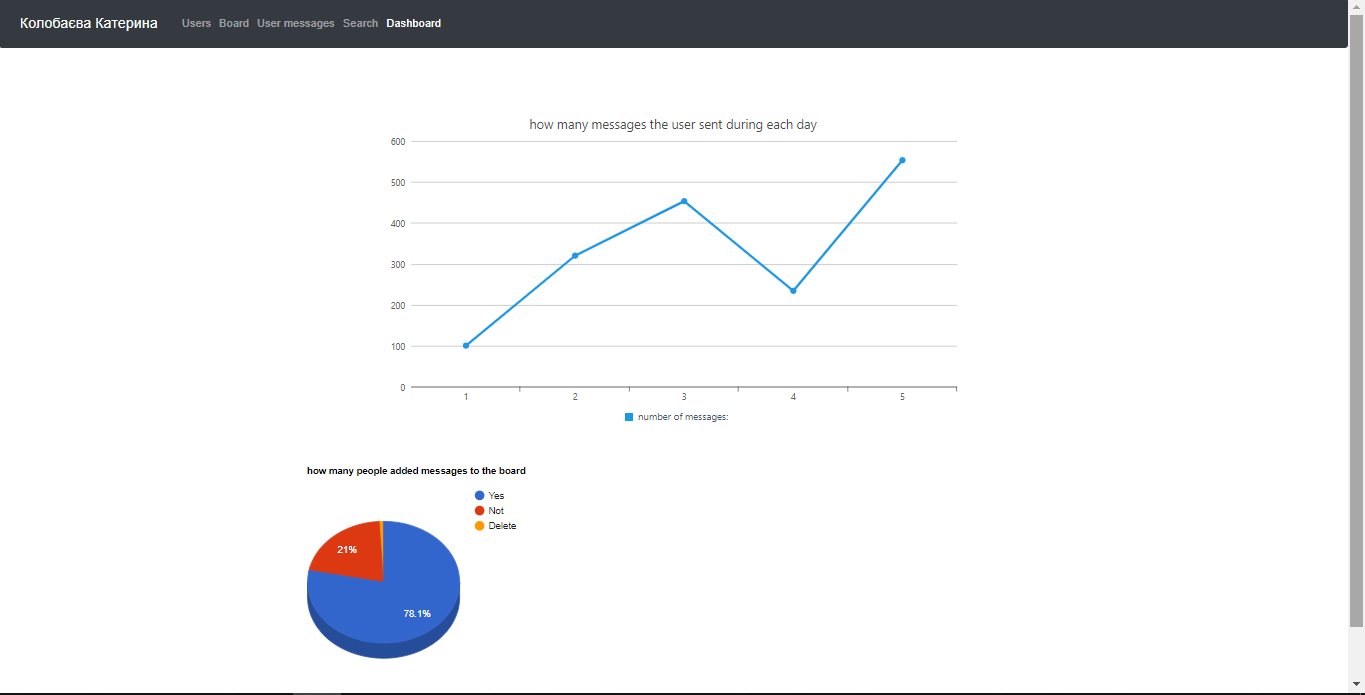 Колобаєва Катерина Users Board User messages Search Dashboard
how many messages the user sent during each day
600
500
400
300
200
100
0
1 2 3 4 5
number of messages:
how many people added messages to the board
Yes
Not
Delete
21%
78.1%